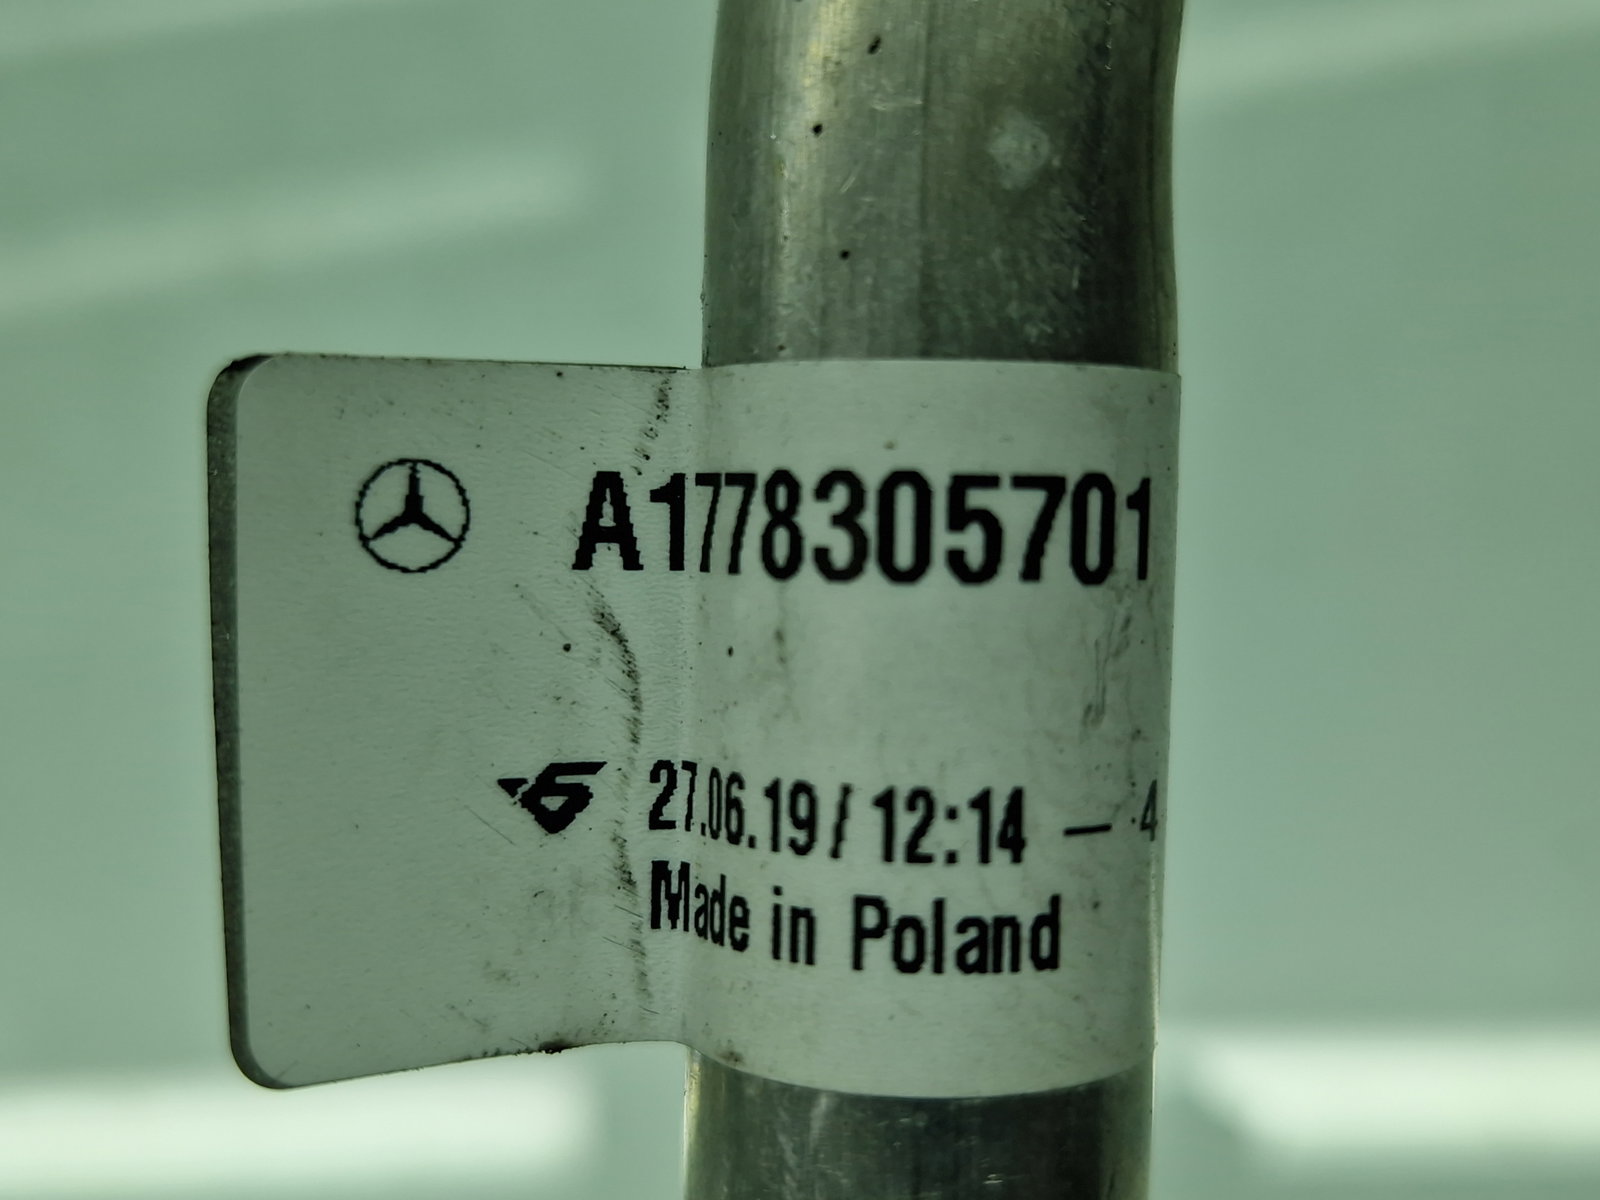 A1778305701
27.06.19 / 12:14 — 4
Made in Poland